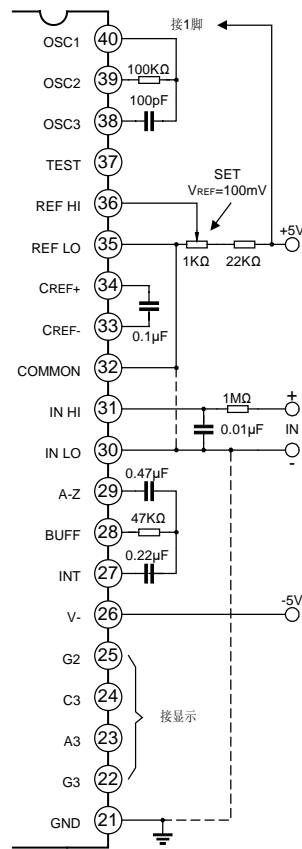 接1脚
40
OSC1
100KΩ
39
OSC2
100pF
38
OSC3
37
TEST
SET
VREF=100mV
36
REF HI
+5V
35
REF LO
1KΩ
22KΩ
34
CREF+
33
CREF-
0.1μF
32
COMMON
1MΩ
+
31
IN HI
0.01μF
IN
30
IN LO
-
0.47μF
29
A-Z
47KΩ
28
BUFF
0.22μF
27
INT
-5V
26
V-
25
G2
24
C3
接显示
23
A3
22
G3
21
GND